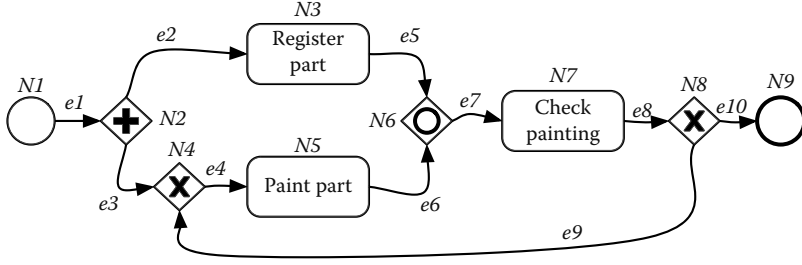 N3
e2
Register
part
e5
N1
e1
N2
N6
e7
N7
Check
painting
e8
N8
e10
N9
N4
e3
e4
N5
Paint part
e6
e9